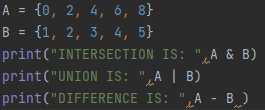 A = {0, 2, 4, 6, 8}
B = {1, 2, 3, 4, 5}
print("INTERSECTION IS: ",A & B)
print("UNION IS: ",A | B)
print("DIFFERENCE IS: ",A - B )